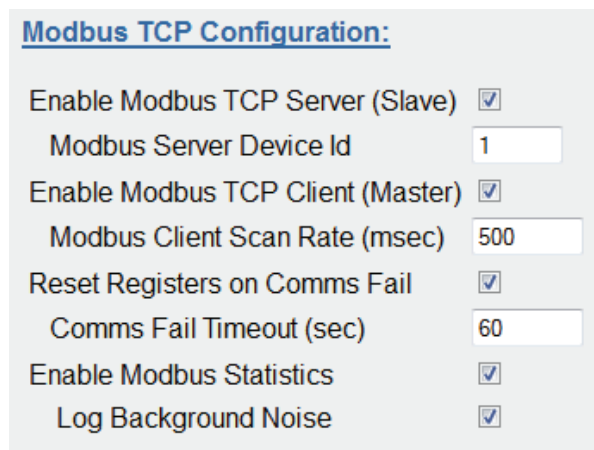 Modbus TCP Configuration:
Enable Modbus TCP Server (Slave)
Modbus Server Device Id 1
Enable Modbus TCP Client (Master)
Modbus Client Scan Rate (msec) 500
Reset Registers on Comms Fail
Comms Fail Timeout (sec) 60
Enable Modbus Statistics
Log Background Noise